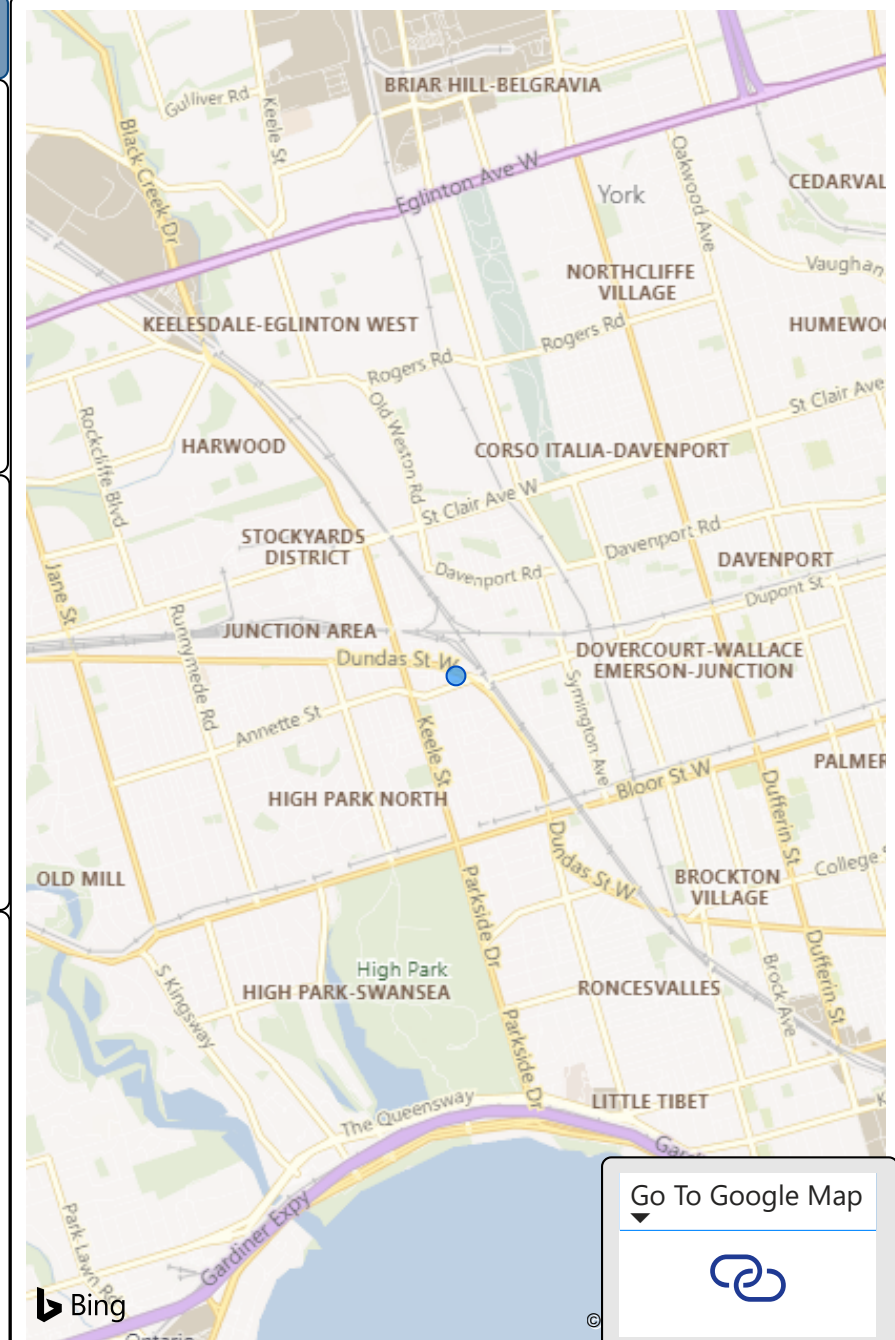 BRIAR HILL-BELGRAVIA
Gulliver Rd
Keele St
Black Creek Dr
Eglinton Ave W
Oakwood Ave
York
CEDARVAL
NORTHCLIFFE
VILLAGE
Vaughan
KEELESDALE-EGLINTON WEST
Rogers Rd
HUMEWO
Rogers Rd
Old Weston Rd
St Clair Ave
Rockcliffe Blvd
HARWOOD
CORSO ITALIA-DAVENPORT
St Clair Ave W
STOCKYARDS
DISTRICT
Davenport Rd
DAVENPORT
Jane St
Davenport Rd
Dupont St
Runnymede Rd
JUNCTION AREA
Dundas St W
DOVERCOURT-WALLACE
EMERSON-JUNCTION
Symington Ave
Annette St
Keele St
Bloor St W
PALMER
HIGH PARK NORTH
Dufferin St
Dundas St W
OLD MILL
Parkside Dr
BROCKTON
VILLAGE
College
High Park
HIGH PARK-SWANSEA
S Kingsway
RONCESVALLES
Brock Ave
Dufferin St
Parkside Dr
The Queensway
LITTLE TIBET
K
Gar
Go To Google Map
Park Lawn Rd
Gardiner Expy
Bing
©
Ontario